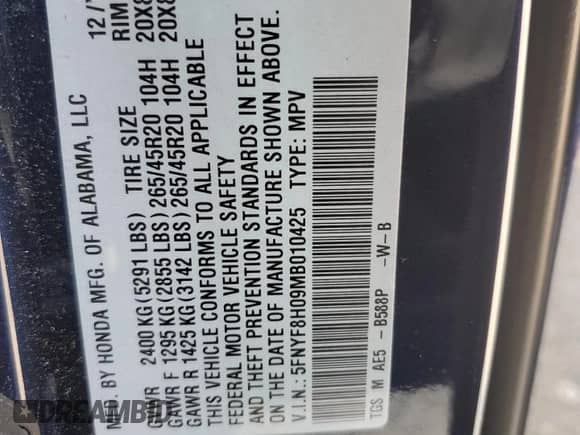 MFD. BY HONDA MFG. OF ALABAMA, LLC 12/
GVWR 2400 KG(5291 LBS) TIRE SIZE RIM
GAWR F 1295 KG(2855 LBS)265/45R20 104H 20X8
GAWR R 1425 KG(3142 LBS)265/45R20 104H 20X8
THIS VEHICLE CONFORMS TO ALL APPLICABLE
FEDERAL MOTOR VEHICLE SAFETY
AND THEFT PREVENTION STANDARDS IN EFFECT
ON THE DATE OF MANUFACTURE SHOWN ABOVE.
V.I.N.: 5FNYF8H09MB010425 TYPE: MPV
TGS M AE5 - B588P -W-B
DREAMBID